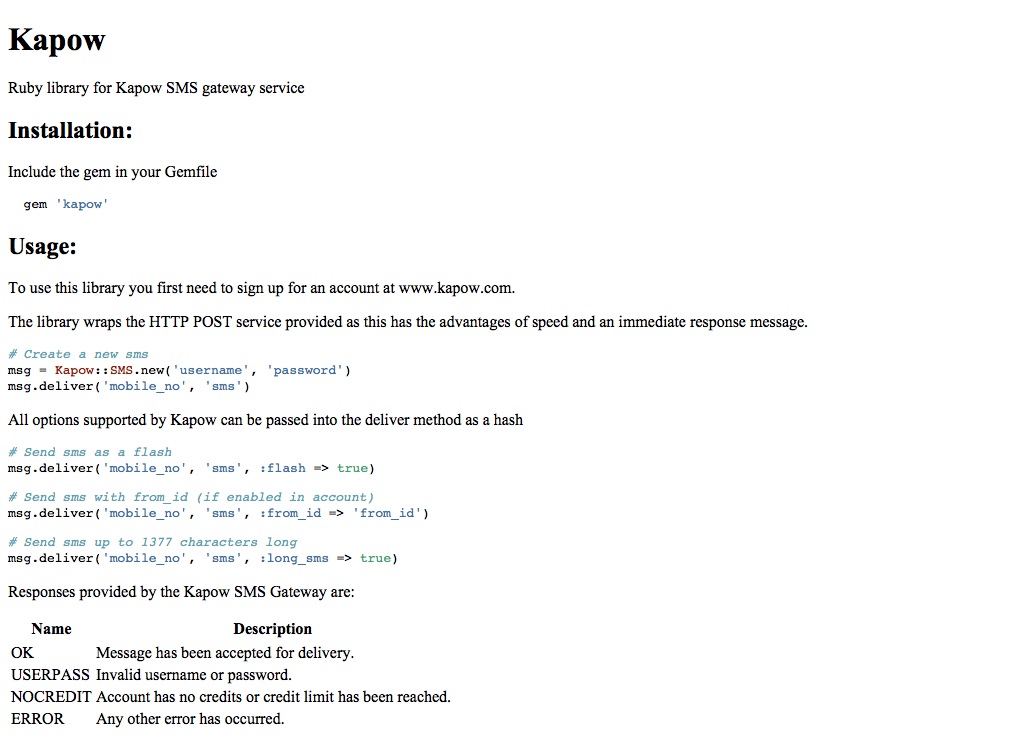 Kapow
Ruby library for Kapow SMS gateway service
Installation:
Include the gem in your Gemfile
gem 'kapow'
Usage:
To use this library you first need to sign up for an account at www.kapow.com.
The library wraps the HTTP POST service provided as this has the advantages of speed and an immediate response message.
# Create a new sms
msg = Kapow::SMS.new('username', 'password')
msg.deliver('mobile_no', 'sms')
All options supported by Kapow can be passed into the deliver method as a hash
# Send sms as a flash
msg.deliver('mobile_no', 'sms', :flash => true)
# Send sms with from_id (if enabled in account)
msg.deliver('mobile_no', 'sms', :from_id => 'from_id')
# Send sms up to 1377 characters long
msg.deliver('mobile_no', 'sms', :long_sms => true)
Responses provided by the Kapow SMS Gateway are:
Name Description
OK Message has been accepted for delivery.
USERPASS Invalid username or password.
NOCREDIT Account has no credits or credit limit has been reached.
ERROR Any other error has occurred.